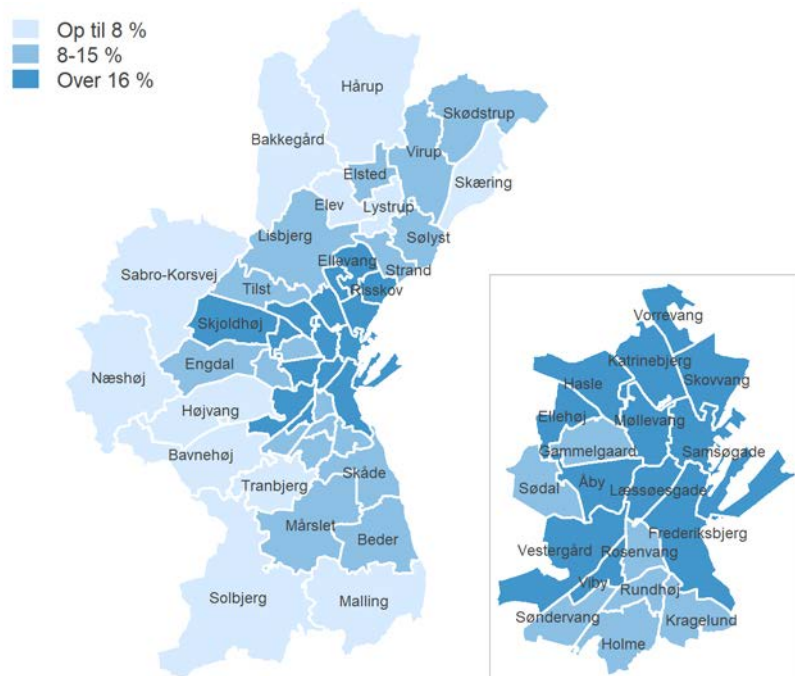 Op til 8 %
8-15 %
Over 16 %
Hårup
Skødstrup
Bakkegård
Virup
Elsted
Skæring
Elev
Lystrup
Lisbjerg
Sølyst
Ellevang
Sabro-Korsvej
Strand
Tilst
Risskov
Skjoldhøj
Engdal
Næshøj
Højvang
Bavnehøj
Skåde
Tranbjerg
Mårslet
Beder
Solbjerg
Malling
Vorrevang
Katrinebjerg
Hasle
Skovvang
Ellehøj
Møllevang
Gammelgaard
Samsøgade
Sødal
Åby
Læssøesgade
Frederiksbjerg
Vestergård
Rosenvang
Viby
Rundhøj
Søndervang
Kragelund
Holme